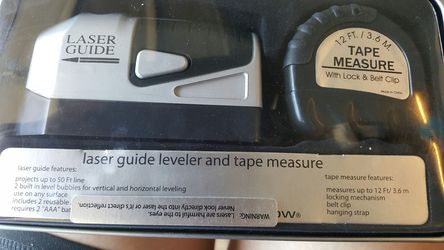 LASER
GUIDE
12 FT. / 3.6 M.
TAPE
MEASURE
With Lock & Belt Clip
laser guide leveler and tape measure
laser guide features:
projects up to 50 Ft line
2 built in level bubbles for vertical and horizontal leveling
use on any surface
includes 2 reusable
requires 2 "AAA" bat
WARNING:
Lasers are harmful to the eyes.
Never look directly into the laser or it's direct reflection.
tape measure features:
measures up to 12 Ft/ 3.6 m
locking mechanism
belt clip
hanging strap